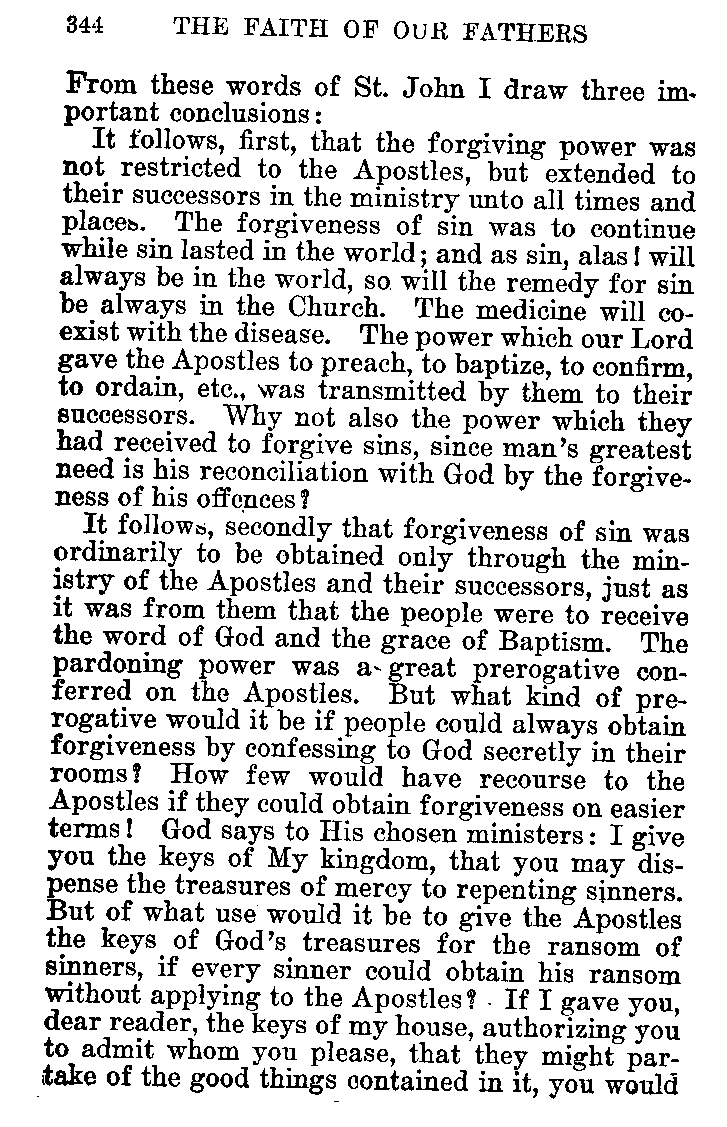 344 THE FAITH OF OUR FATHERS
From these words of St. John I draw three im-
portant conclusions:
It follows, first, that the forgiving power was
not restricted to the Apostles, but extended to
their successors in the ministry unto all times and
places. The forgiveness of sin was to continue
while sin lasted in the world; and as sin, alas! will
always be in the world, so will the remedy for sin
be always in the Church. The medicine will co-
exist with the disease. The power which our Lord
gave the Apostles to preach, to baptize, to confirm,
to ordain, etc., was transmitted by them to their
successors. Why not also the power which they
had received to forgive sins, since man's greatest
need is his reconciliation with God by the forgive-
ness of his offences?
It follows, secondly that forgiveness of sin was
ordinarily to be obtained only through the min-
istry of the Apostles and their successors, just as
it was from them that the people were to receive
the word of God and the grace of Baptism. The
pardoning power was a great prerogative con-
ferred on the Apostles. But what kind of pre-
rogative would it be if people could always obtain
forgiveness by confessing to God secretly in their
rooms? How few would have recourse to the
Apostles if they could obtain forgiveness on easier
terms! God says to His chosen ministers: I give
you the keys of My kingdom, that you may dis-
pense the treasures of mercy to repenting sinners.
But of what use would it be to give the Apostles
the keys of God's treasures for the ransom of
sinners, if every sinner could obtain his ransom
without applying to the Apostles? If I gave you,
dear reader, the keys of my house, authorizing you
to admit whom you please, that they might par-
take of the good things contained in it, you would